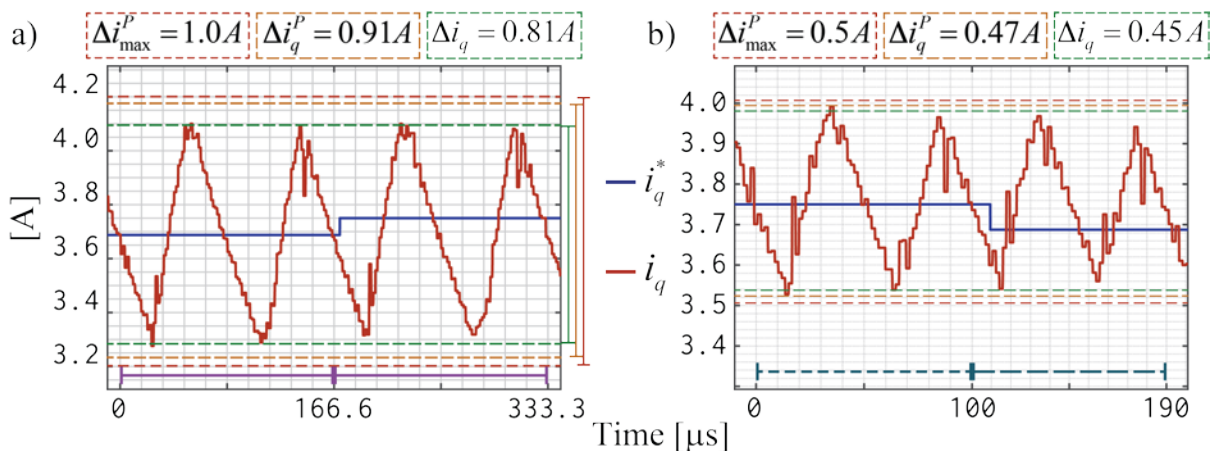 a) Δi^P_max = 1.0A Δi^P_q = 0.91A Δi_q = 0.81A
b) Δi^P_max = 0.5A Δi^P_q = 0.47A Δi_q = 0.45A
[A]
4.2
4.0
3.8
3.6
3.4
3.2
0 166.6 333.3
i^*_q
i_q
4.0
3.9
3.8
3.7
3.6
3.5
3.4
0 100 190
Time [μs]